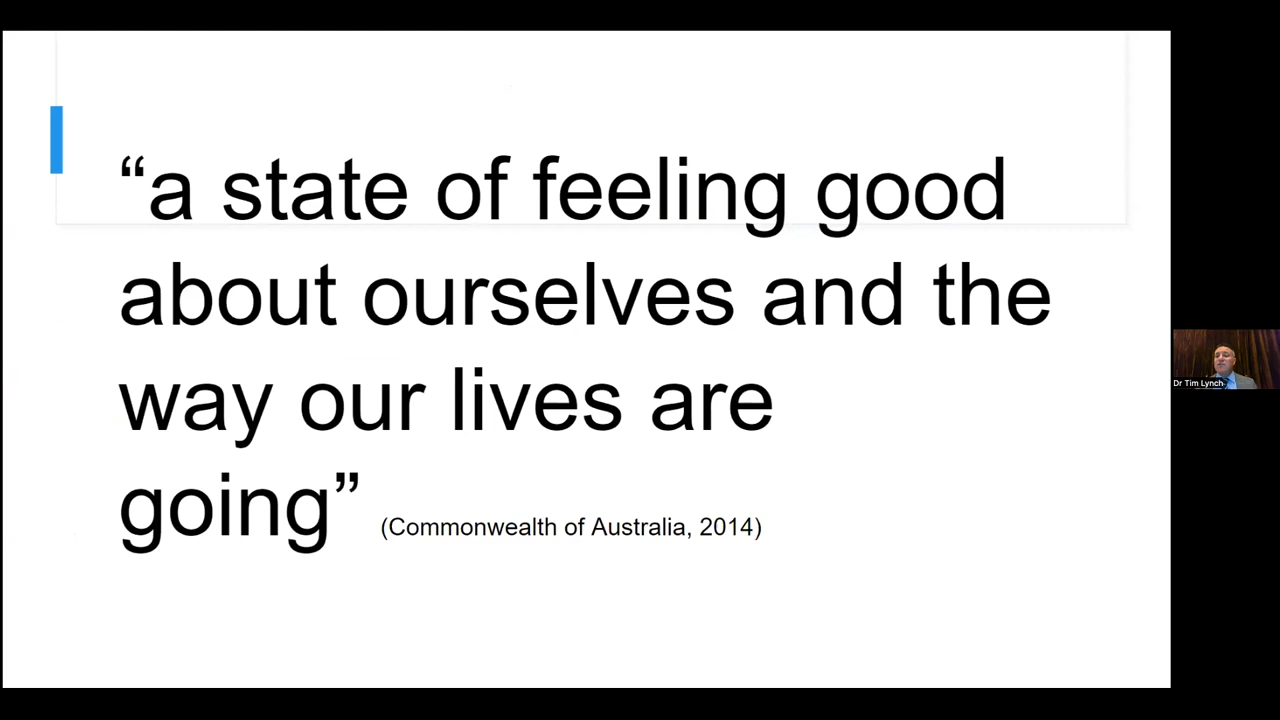 “a state of feeling good
about ourselves and the
way our lives are
going” (Commonwealth of Australia, 2014)
Dr Tim Lynch